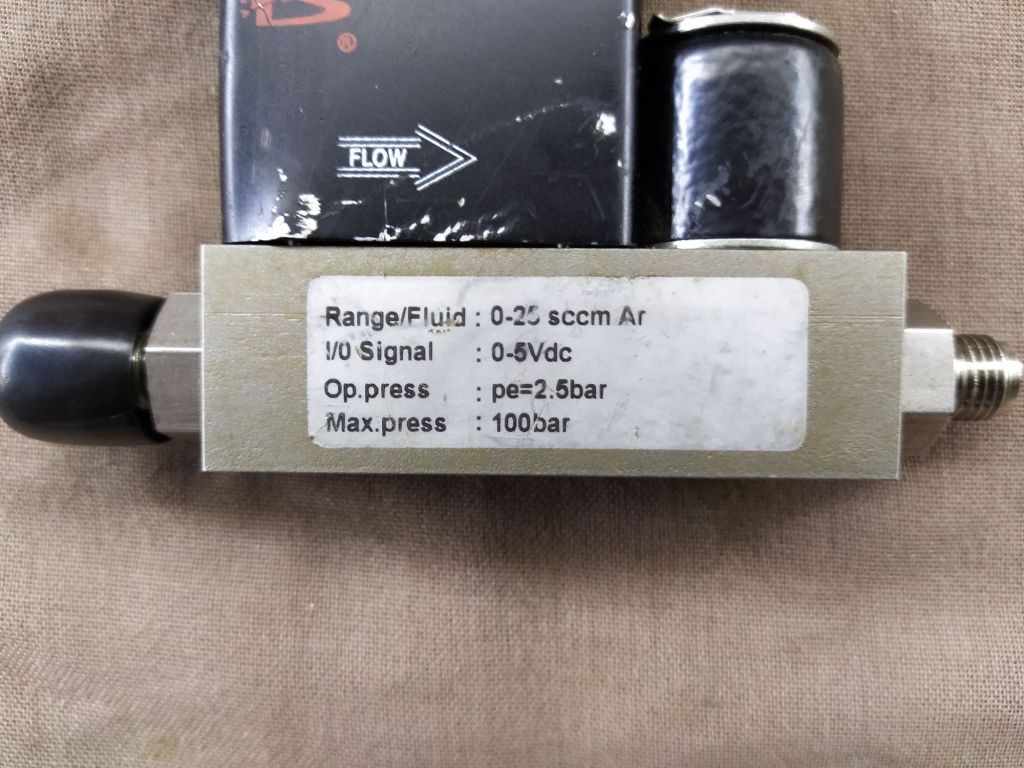 ®
FLOW
Range/Fluid : 0-25 sccm Ar
I/0 Signal : 0-5Vdc
Op.press : pe=2.5bar
Max.press : 100bar